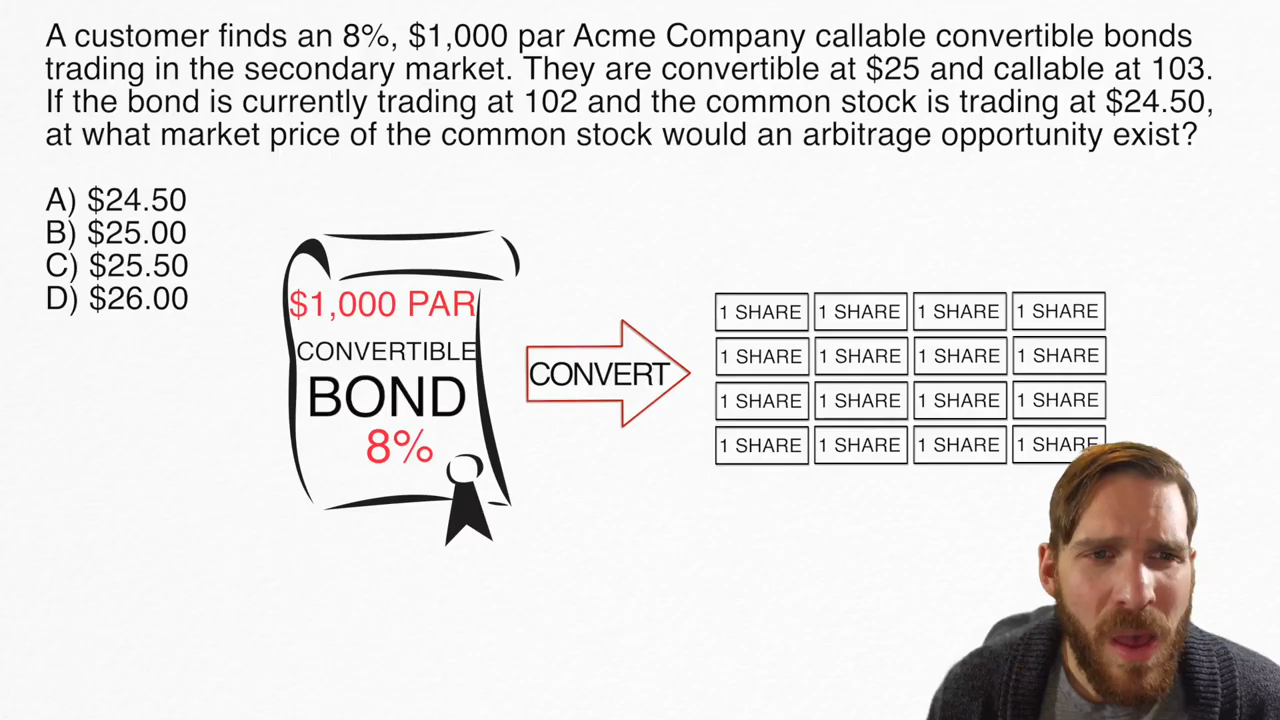 A customer finds an 8%, $1,000 par Acme Company callable convertible bonds
trading in the secondary market. They are convertible at $25 and callable at 103.
If the bond is currently trading at 102 and the common stock is trading at $24.50,
at what market price of the common stock would an arbitrage opportunity exist?
A) $24.50
B) $25.00
C) $25.50
D) $26.00
$1,000 PAR
CONVERTIBLE
BOND
8%
CONVERT
1 SHARE 1 SHARE 1 SHARE 1 SHARE
1 SHARE 1 SHARE 1 SHARE 1 SHARE
1 SHARE 1 SHARE 1 SHARE 1 SHARE
1 SHARE 1 SHARE 1 SHARE 1 SHARE